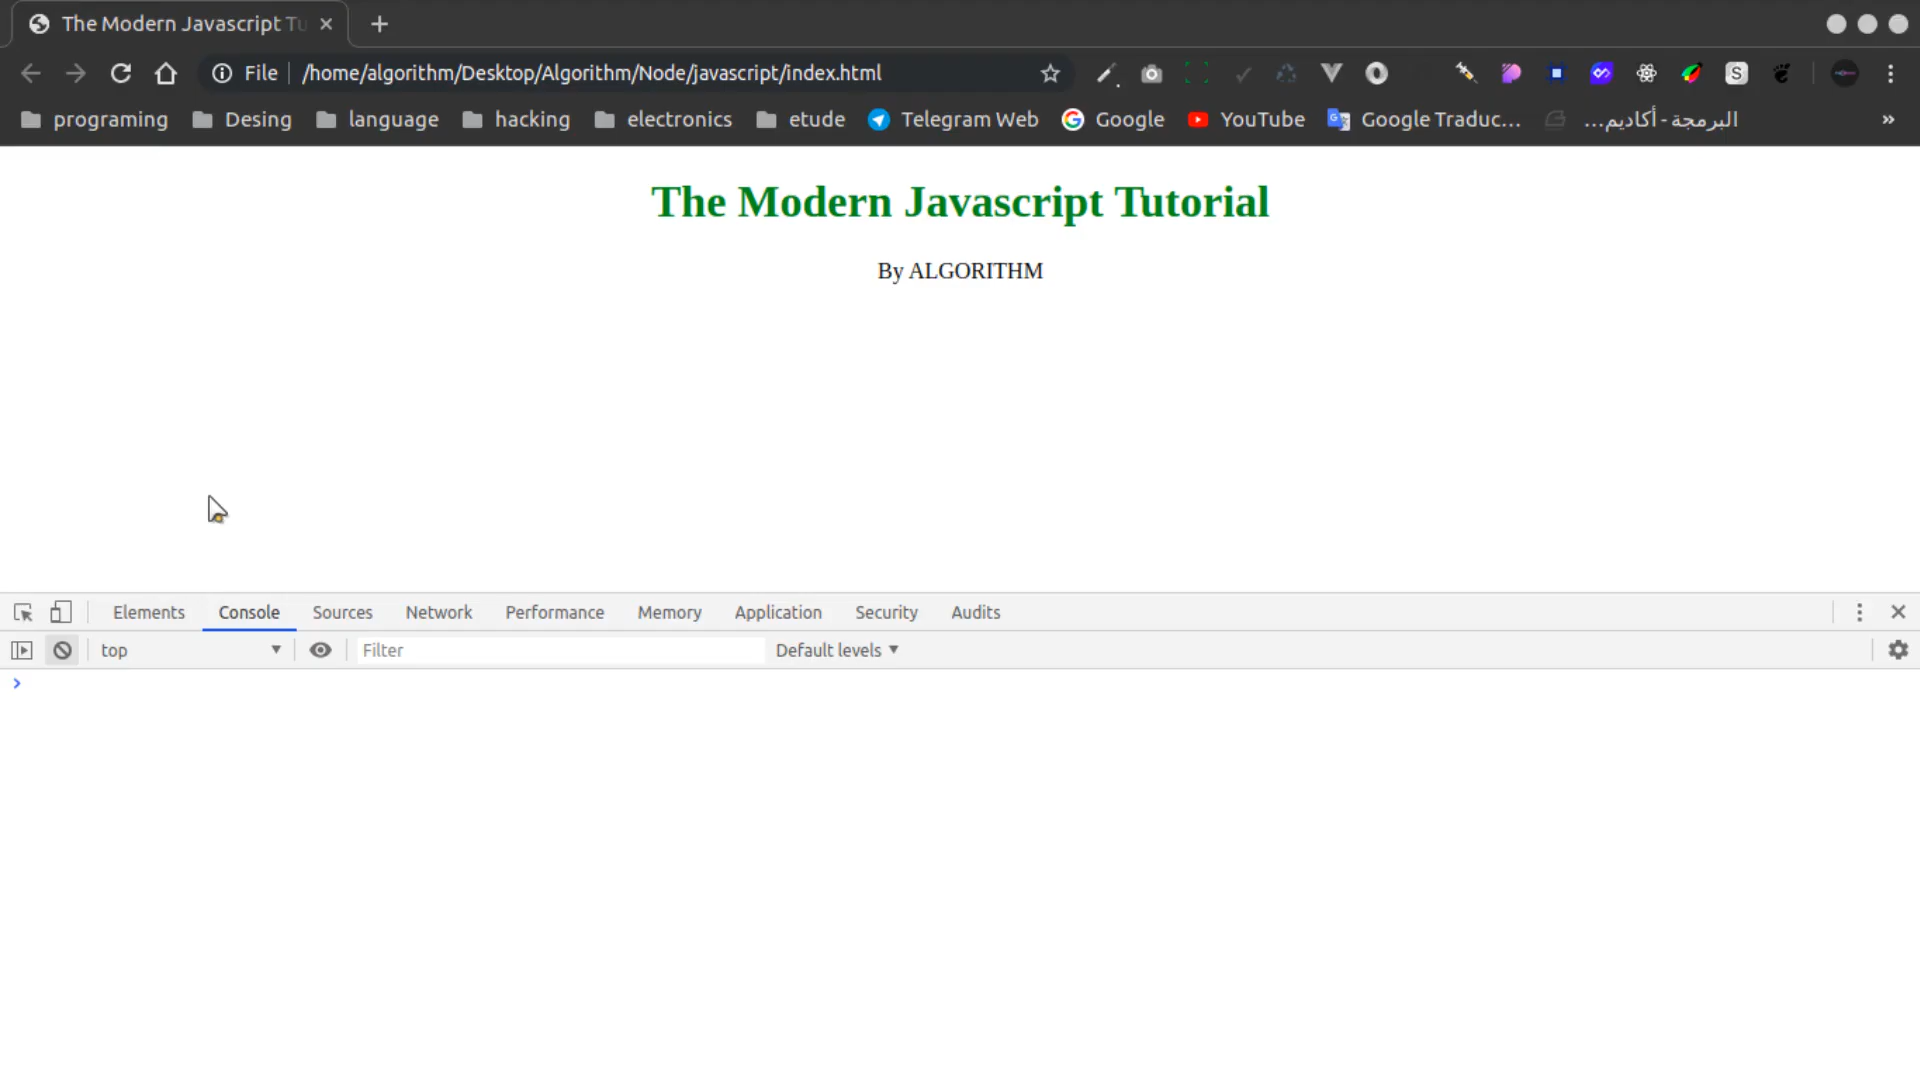 The Modern Javascript Tu
File /home/algorithm/Desktop/Algorithm/Node/javascript/index.html
programing Desing language hacking electronics etude Telegram Web Google YouTube Google Traduc... البرمجة - أكاديم... »
The Modern Javascript Tutorial
By ALGORITHM
Elements Console Sources Network Performance Memory Application Security Audits
top Filter Default levels